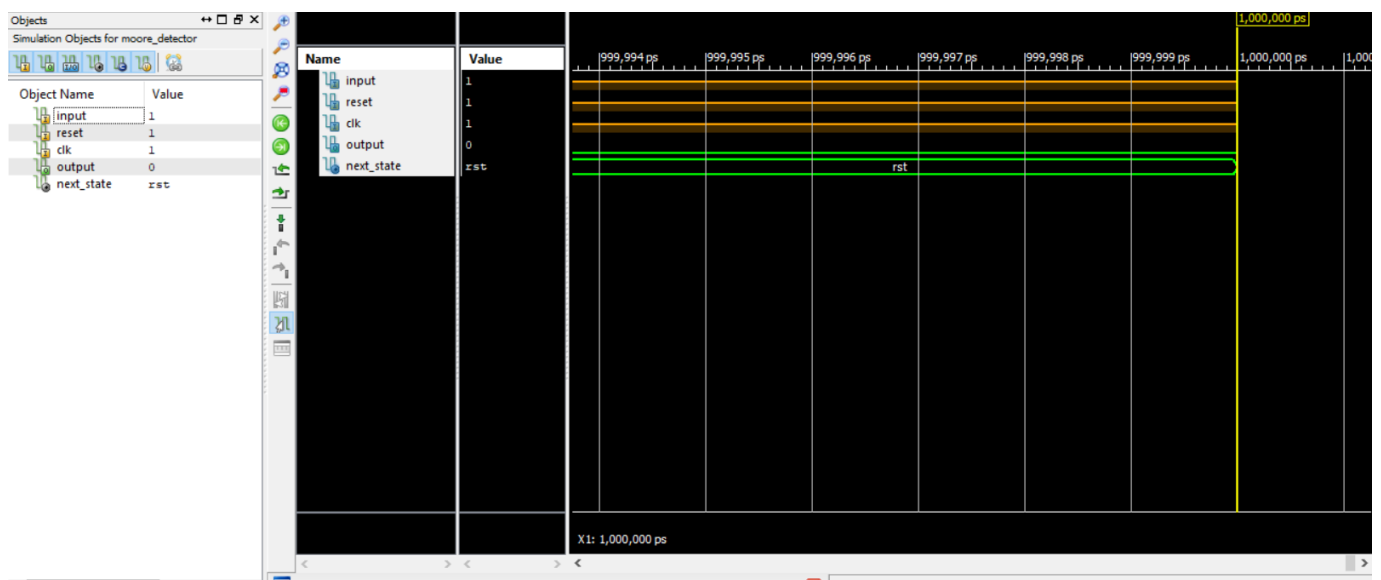 Objects
Simulation Objects for moore_detector
Object Name Value
input 1
reset 1
clk 1
output 0
next_state rst
Name Value
input 1
reset 1
clk 1
output 0
next_state rst
1,000,000 ps
999,994 ps 999,995 ps 999,996 ps 999,997 ps 999,998 ps 999,999 ps 1,000,000 ps 1,000
rst
X1: 1,000,000 ps